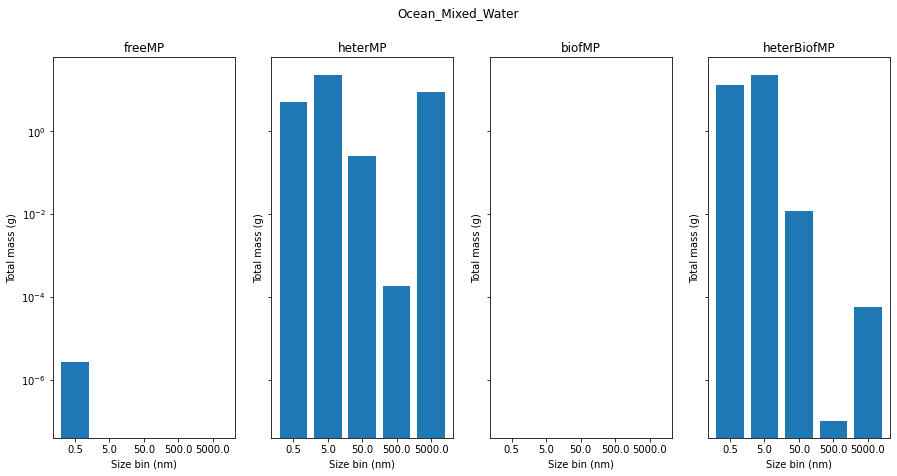 Ocean_Mixed_Water
freeMP
heterMP
biofMP
heterBiofMP
Total mass (g)
10^0
10^-2
10^-4
10^-6
0.5 5.0 50.0 500.0 5000.0
Size bin (nm)
Total mass (g)
0.5 5.0 50.0 500.0 5000.0
Size bin (nm)
Total mass (g)
0.5 5.0 50.0 500.0 5000.0
Size bin (nm)
Total mass (g)
0.5 5.0 50.0 500.0 5000.0
Size bin (nm)